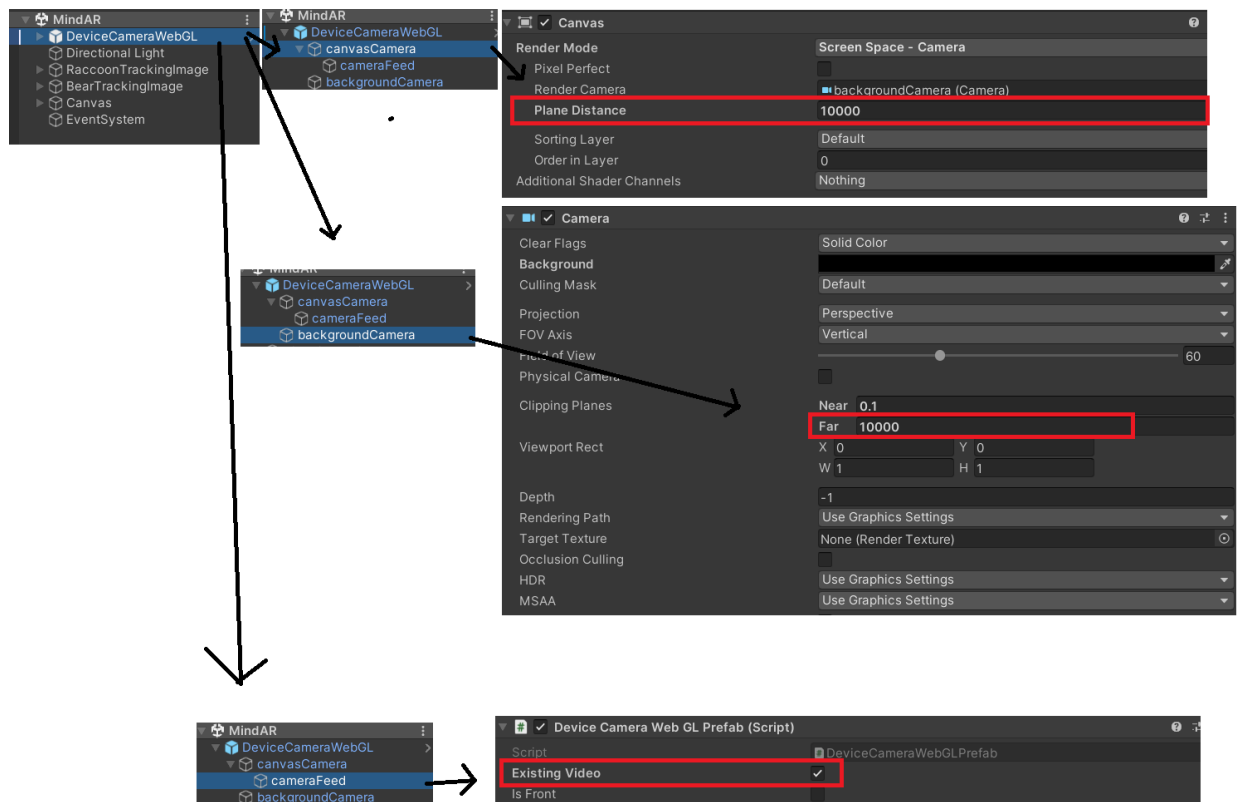 MindAR
DeviceCameraWebGL
Directional Light
RaccoonTrackingImage
BearTrackingImage
Canvas
EventSystem
MindAR
DeviceCameraWebGL
canvasCamera
cameraFeed
backgroundCamera
Canvas
Render Mode Screen Space - Camera
Pixel Perfect
Render Camera backgroundCamera (Camera)
Plane Distance 10000
Sorting Layer Default
Order in Layer 0
Additional Shader Channels Nothing
MindAR
DeviceCameraWebGL
canvasCamera
cameraFeed
backgroundCamera
Camera
Clear Flags Solid Color
Background
Culling Mask Default
Projection Perspective
FOV Axis Vertical
Field of View 60
Physical Camera
Clipping Planes Near 0.1
Far 10000
Viewport Rect X 0 Y 0
W 1 H 1
Depth -1
Rendering Path Use Graphics Settings
Target Texture None (Render Texture)
Occlusion Culling
HDR Use Graphics Settings
MSAA Use Graphics Settings
MindAR
DeviceCameraWebGL
canvasCamera
cameraFeed
backgroundCamera
# Device Camera Web GL Prefab (Script)
Script DeviceCameraWebGLPrefab
Existing Video
Is Front